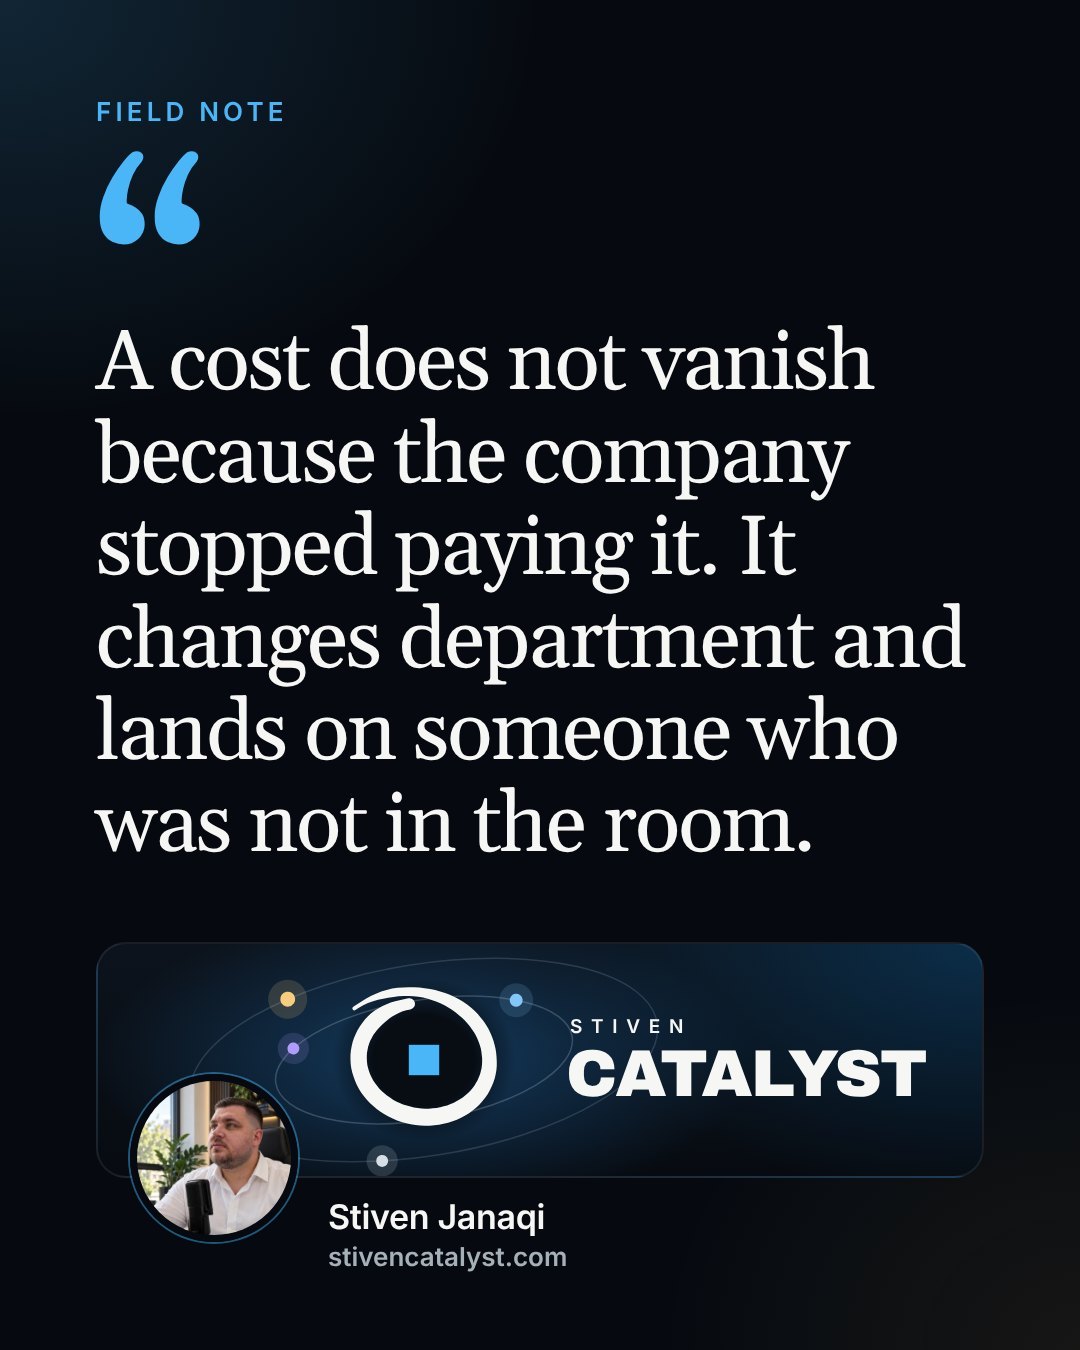 FIELD NOTE
“
A cost does not vanish
because the company
stopped paying it. It
changes department and
lands on someone who
was not in the room.
STIVEN
CATALYST
Stiven Janaqi
stivencatalyst.com